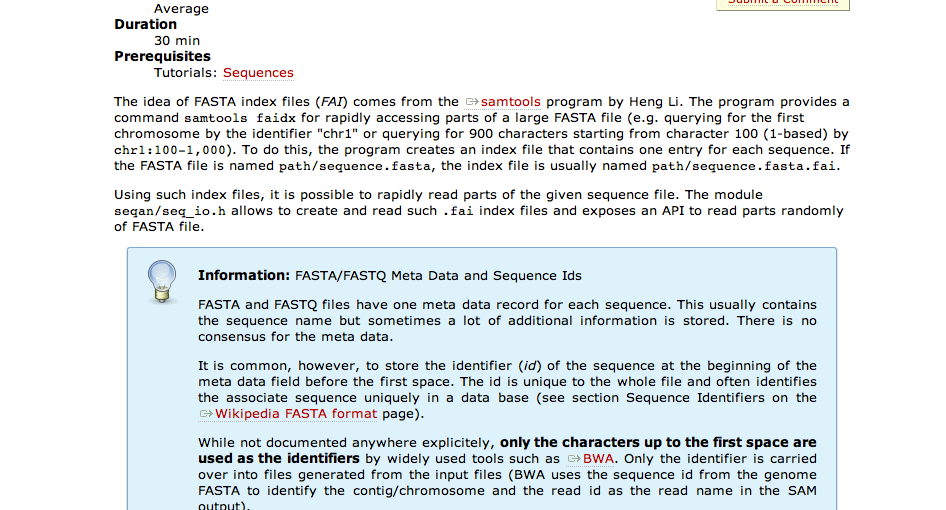 Average
Submit a Comment
Duration
30 min
Prerequisites
Tutorials: Sequences
The idea of FASTA index files (FAI) comes from the samtools program by Heng Li. The program provides a
command samtools faidx for rapidly accessing parts of a large FASTA file (e.g. querying for the first
chromosome by the identifier "chr1" or querying for 900 characters starting from character 100 (1-based) by
chr1:100-1,000). To do this, the program creates an index file that contains one entry for each sequence. If
the FASTA file is named path/sequence.fasta, the index file is usually named path/sequence.fasta.fai.
Using such index files, it is possible to rapidly read parts of the given sequence file. The module
seqan/seq_io.h allows to create and read such .fai index files and exposes an API to read parts randomly
of FASTA file.
Information: FASTA/FASTQ Meta Data and Sequence Ids
FASTA and FASTQ files have one meta data record for each sequence. This usually contains
the sequence name but sometimes a lot of additional information is stored. There is no
consensus for the meta data.
It is common, however, to store the identifier (id) of the sequence at the beginning of the
meta data field before the first space. The id is unique to the whole file and often identifies
the associate sequence uniquely in a data base (see section Sequence Identifiers on the
Wikipedia FASTA format page).
While not documented anywhere explicitly, only the characters up to the first space are
used as the identifiers by widely used tools such as BWA. Only the identifier is carried
over into files generated from the input files (BWA uses the sequence id from the genome
FASTA to identify the contig/chromosome and the read id as the read name in the SAM
output).